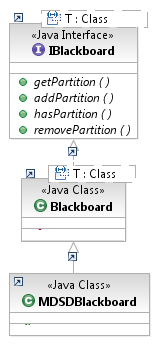 T : Class
«Java Interface»
IBlackboard
getPartition ( )
addPartition ( )
hasPartition ( )
removePartition ( )
T : Class
«Java Class»
Blackboard
«Java Class»
MDSDBlackboard